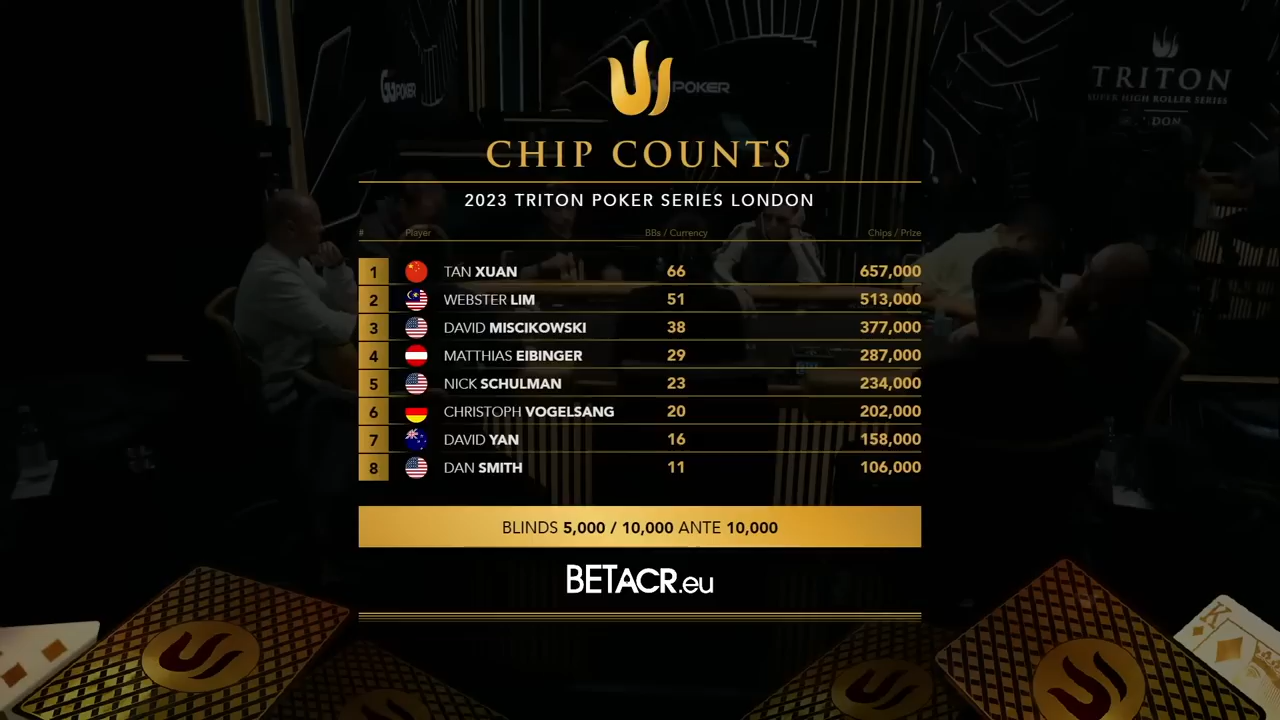 GGPOKER
POKER
TRITON
SUPER HIGH ROLLER SERIES
CHIP COUNTS
2023 TRITON POKER SERIES LONDON
# Player BBs / Currency Chips / Prize
1 TAN XUAN 66 657,000
2 WEBSTER LIM 51 513,000
3 DAVID MISCIKOWSKI 38 377,000
4 MATTHIAS EIBINGER 29 287,000
5 NICK SCHULMAN 23 234,000
6 CHRISTOPH VOGELSANG 20 202,000
7 DAVID YAN 16 158,000
8 DAN SMITH 11 106,000
BLINDS 5,000 / 10,000 ANTE 10,000
BETACR.eu
K